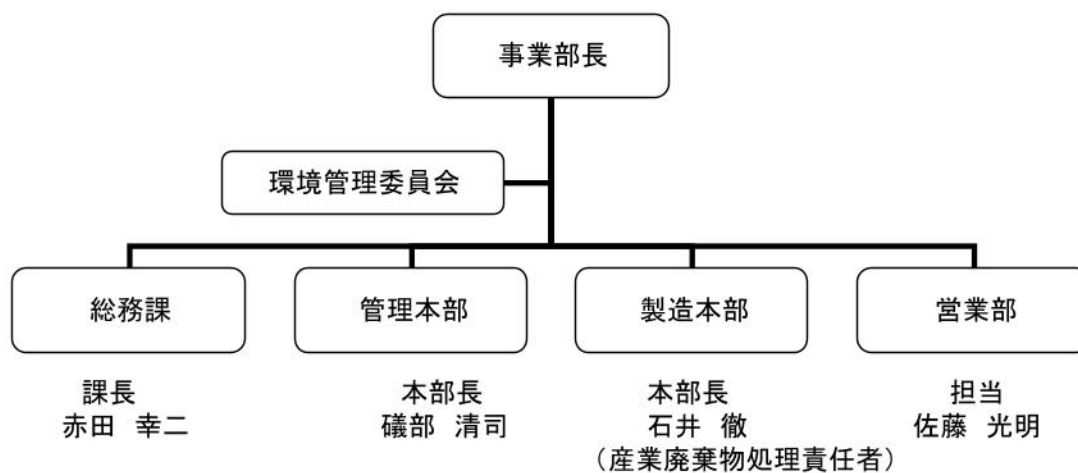 事業部長
環境管理委員会
総務課
管理本部
製造本部
営業部
課長
赤田 幸二
本部長
礒部 清司
本部長
石井 徹
（産業廃棄物処理責任者）
担当
佐藤 光明